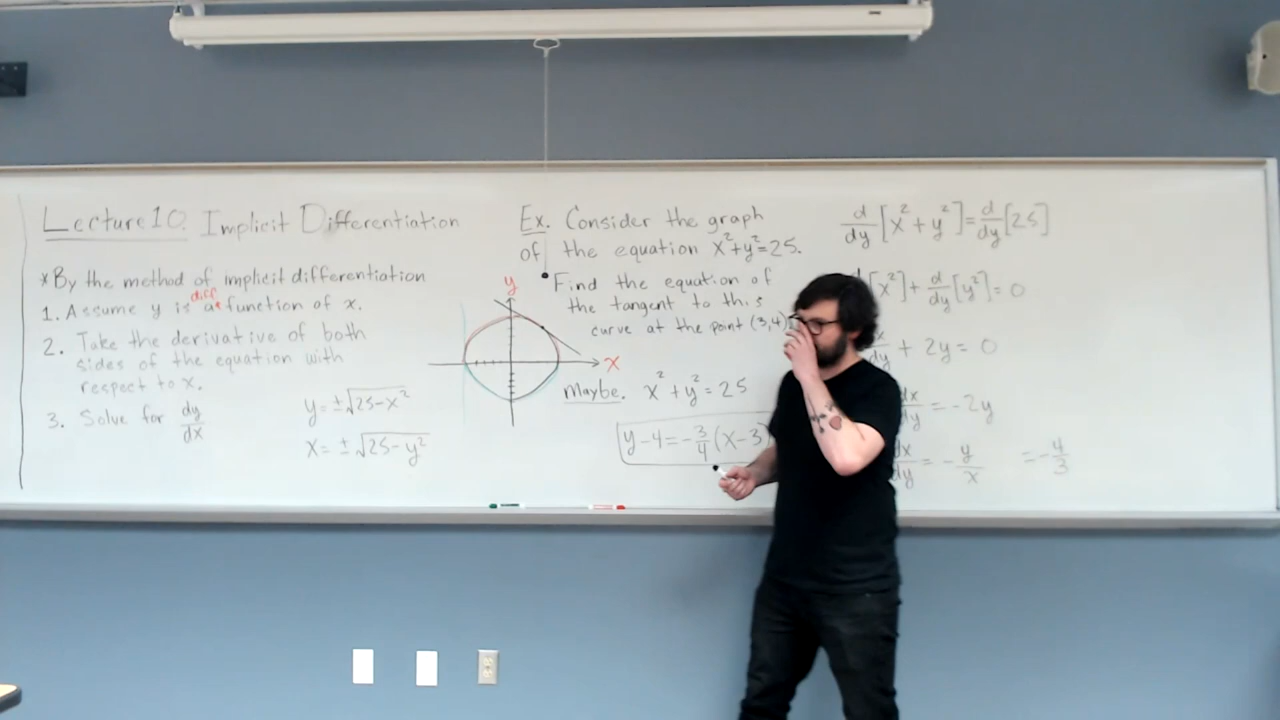 Lecture 10. Implicit Differentiation
*By the method of implicit differentiation
1. Assume y is a diff function of x.
2. Take the derivative of both
sides of the equation with
respect to x.
3. Solve for dy/dx
y=±√25-x²
x=±√25-y²
y
x
Ex. Consider the graph
of the equation x²+y²=25.
Find the equation of
the tangent to this
curve at the point (3,4)
Maybe. x²+y²=25
y-4=-3/4(x-3)
d/dy[x²+y²]=d/dy[25]
[x²]+d/dy[y²]=0
+2y=0
dx/dy=-2y
dx/dy=-y/x =-4/3